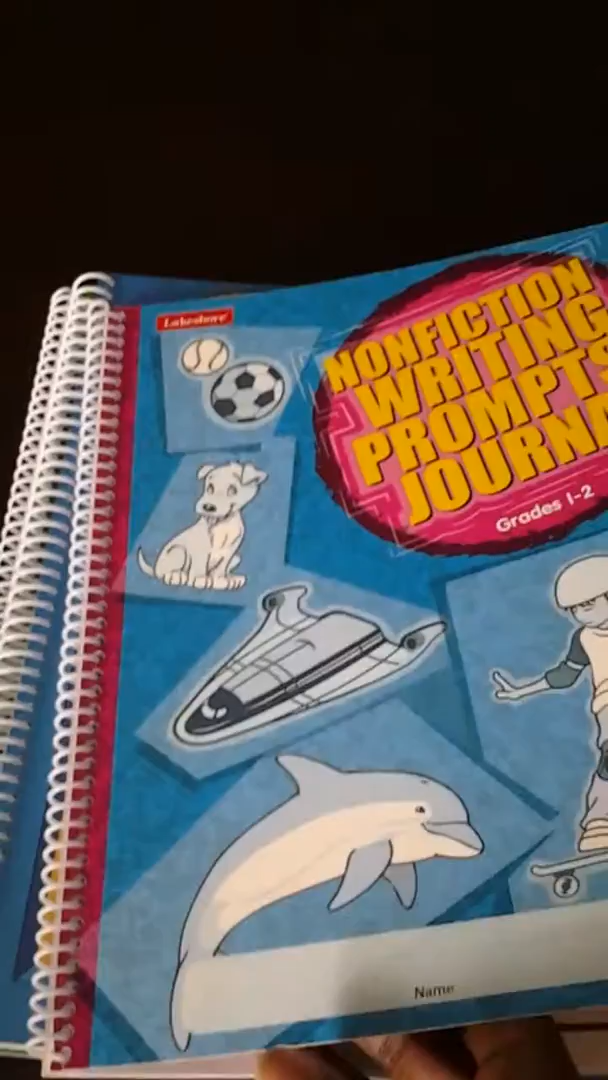 Lakeshore
NONFICTION
WRITING
PROMPTS
JOURNA
Grades 1-2
Name